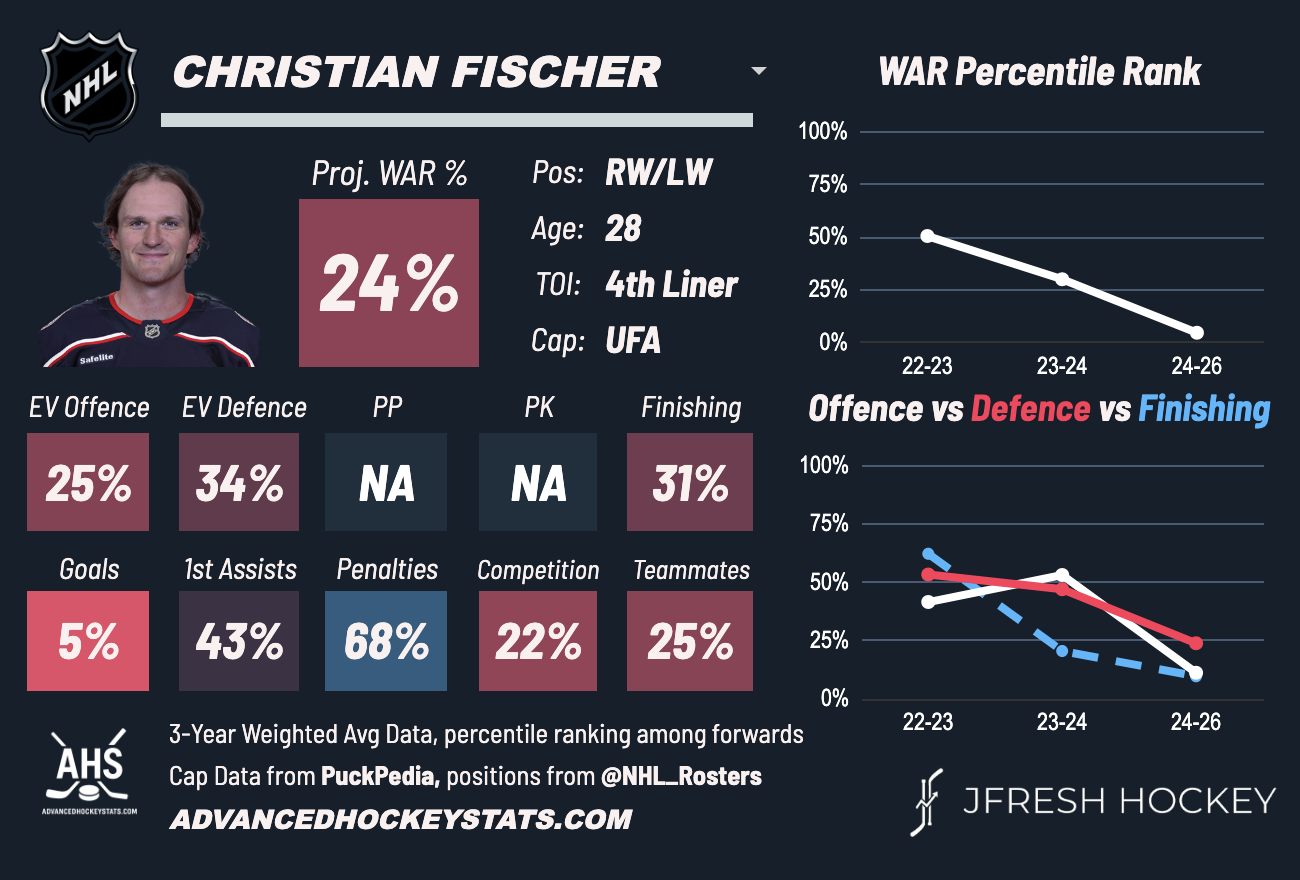 NHL
CHRISTIAN FISCHER
WAR Percentile Rank
Proj. WAR %
24%
Pos: RW/LW
Age: 28
TOI: 4th Liner
Cap: UFA
Safelite
100%
75%
50%
25%
0%
22-23 23-24 24-26
EV Offence EV Defence PP PK Finishing
25% 34% NA NA 31%
Goals 1st Assists Penalties Competition Teammates
5% 43% 68% 22% 25%
Offence vs Defence vs Finishing
100%
75%
50%
25%
0%
22-23 23-24 24-26
AHS
ADVANCEDHOCKEYSTATS.COM
3-Year Weighted Avg Data, percentile ranking among forwards
Cap Data from PuckPedia, positions from @NHL_Rosters
ADVANCEDHOCKEYSTATS.COM
JFRESH HOCKEY